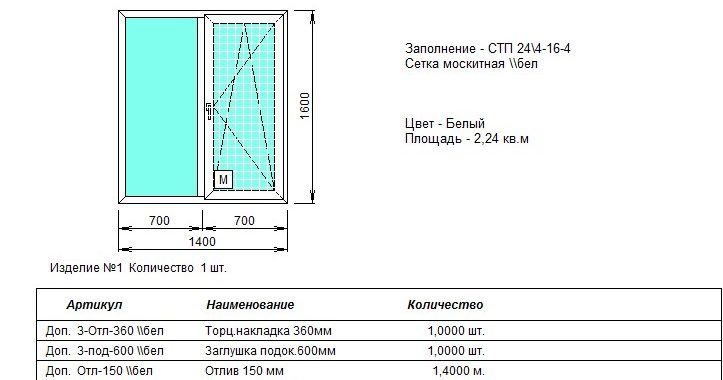 Заполнение - СТП 24\4-16-4
Сетка москитная \\бел
1600
Цвет - Белый
Площадь - 2,24 кв.м
М
700 700
1400
Изделие №1 Количество 1 шт.
Артикул Наименование Количество
Доп. З-Отл-360 \\бел Торц.накладка 360мм 1,0000 шт.
Доп. З-под-600 \\бел Заглушка подок.600мм 1,0000 шт.
Доп. Отл-150 \\бел Отлив 150 мм 1,4000 м.